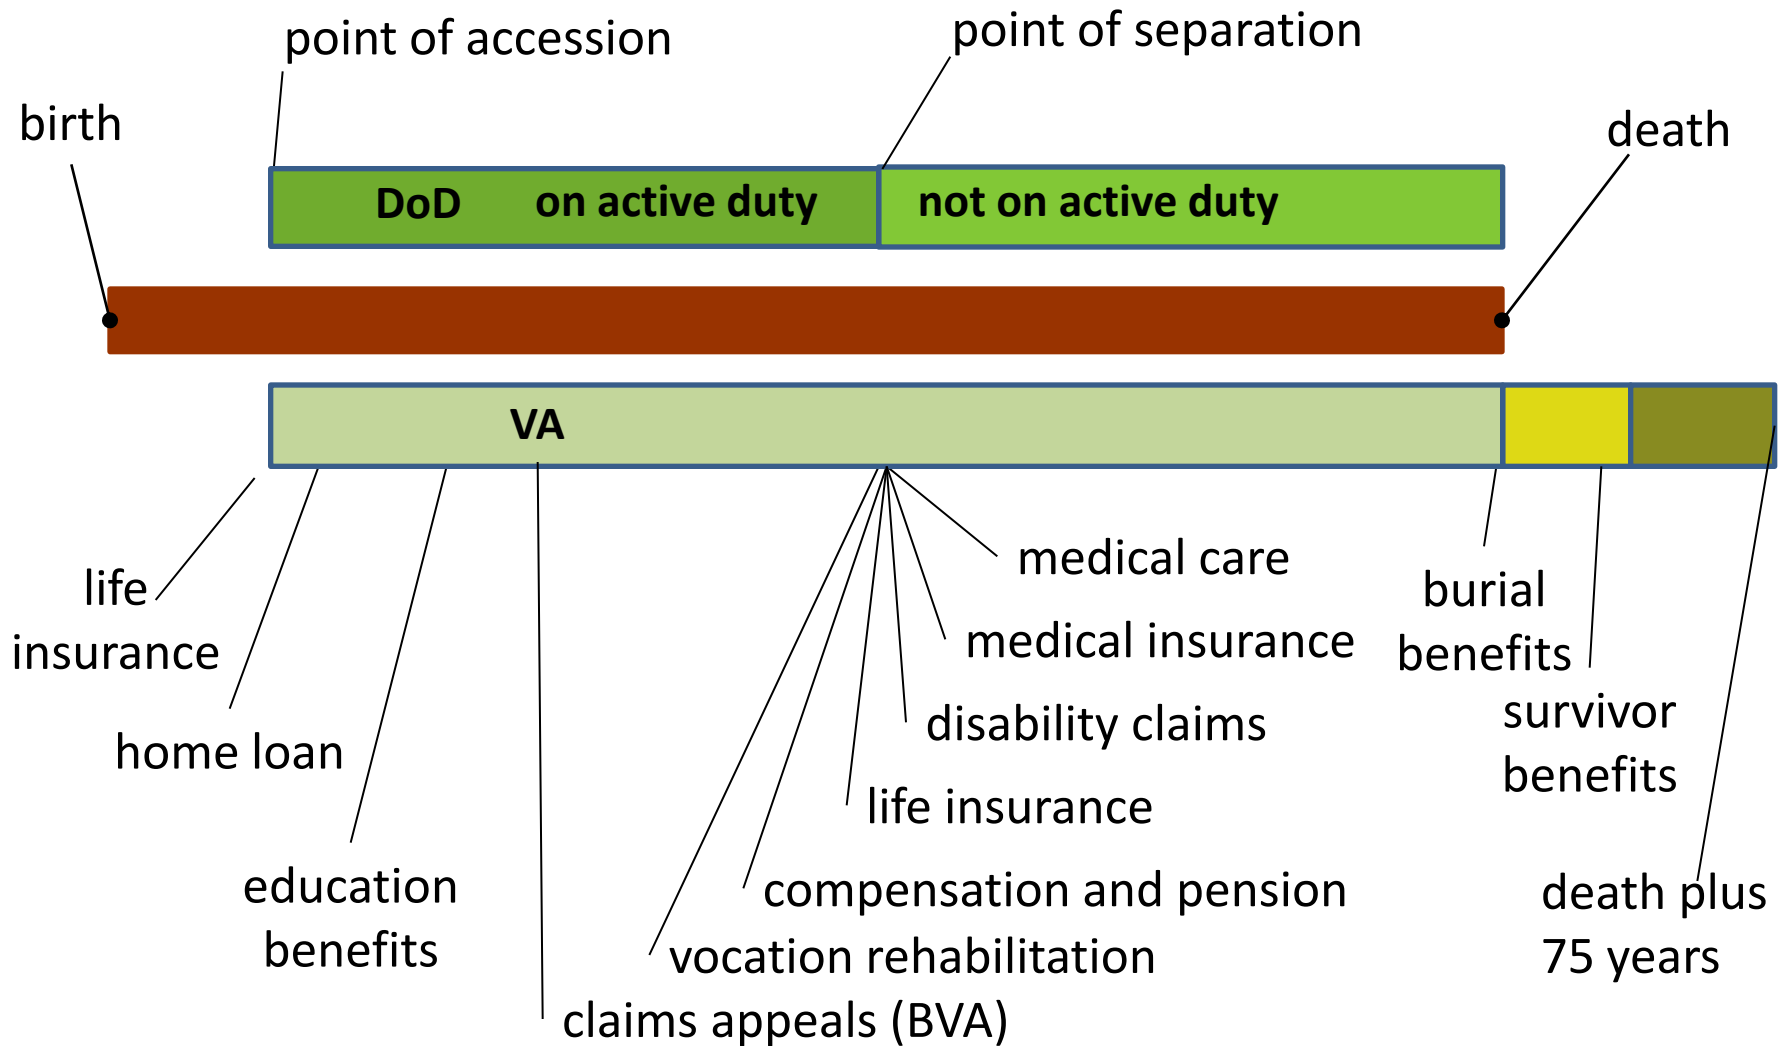 point of accession
point of separation
birth
death
DoD on active duty
not on active duty
VA
medical care
life
insurance
burial
benefits
medical insurance
survivor
benefits
disability claims
home loan
life insurance
education
benefits
compensation and pension
death plus
75 years
vocation rehabilitation
claims appeals (BVA)